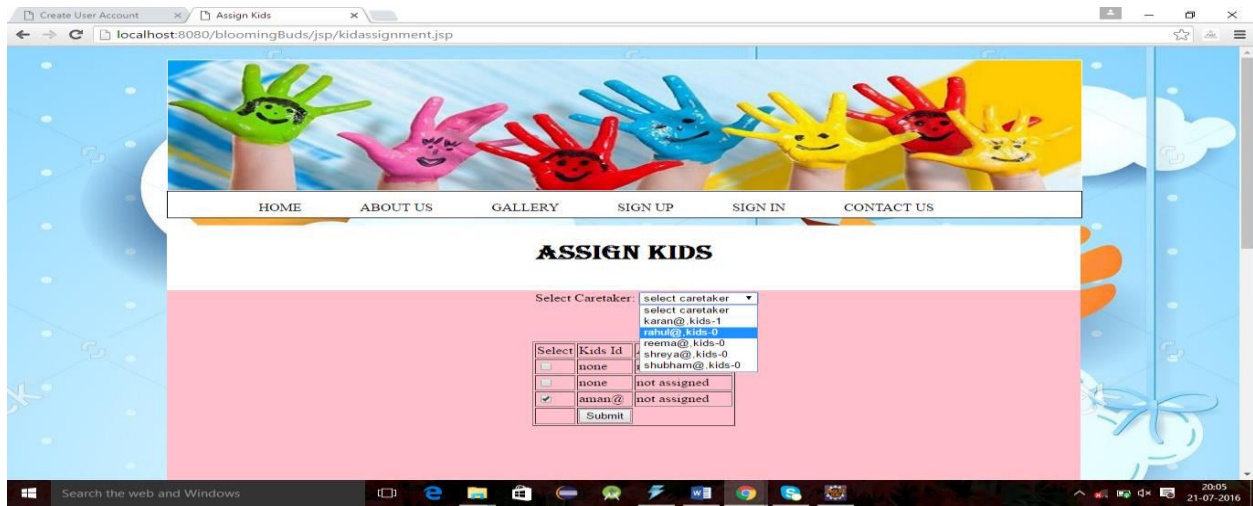 Create User Account
Assign Kids
localhost:8080/bloomingBuds/jsp/kidassignment.jsp
HOME ABOUT US GALLERY SIGN UP SIGN IN CONTACT US
ASSIGN KIDS
Select Caretaker: select caretaker
select caretaker
karan@,kids-1
rahul@,kids-0
reema@,kids-0
shreya@,kids-0
shubham@,kids-0
Select Kids Id
none
none not assigned
aman@ not assigned
Submit
Search the web and Windows
20:05
21-07-2016